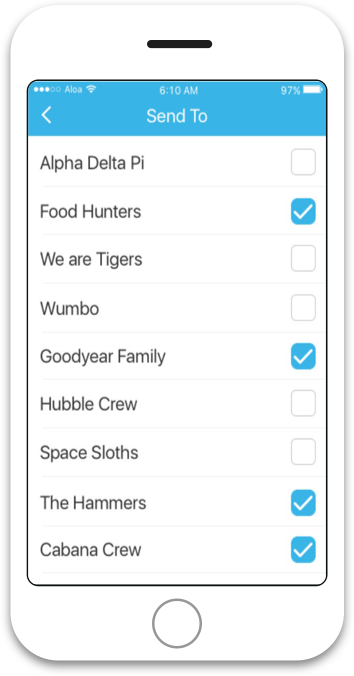 Aloa 6:10 AM 97%
Send To
Alpha Delta Pi
Food Hunters
We are Tigers
Wumbo
Goodyear Family
Hubble Crew
Space Sloths
The Hammers
Cabana Crew